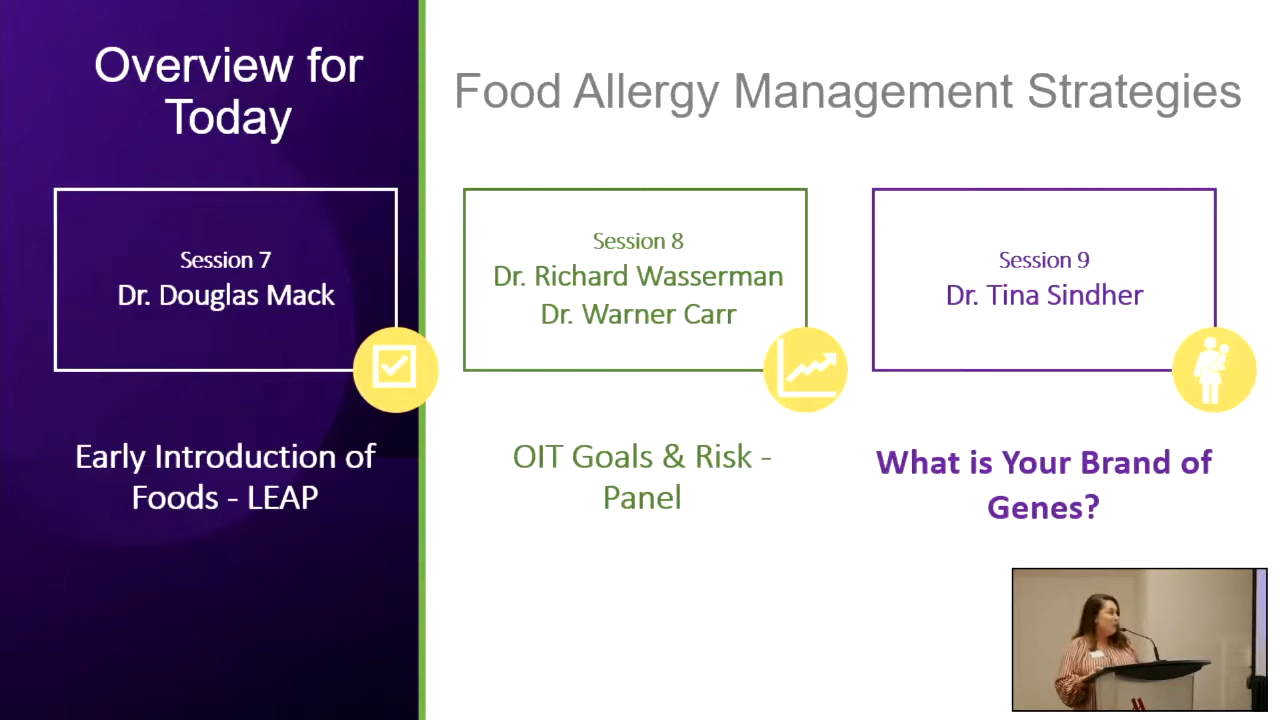 Overview for
Today
Food Allergy Management Strategies
Session 7
Dr. Douglas Mack
Early Introduction of
Foods - LEAP
Session 8
Dr. Richard Wasserman
Dr. Warner Carr
OIT Goals & Risk -
Panel
Session 9
Dr. Tina Sindher
What is Your Brand of
Genes?